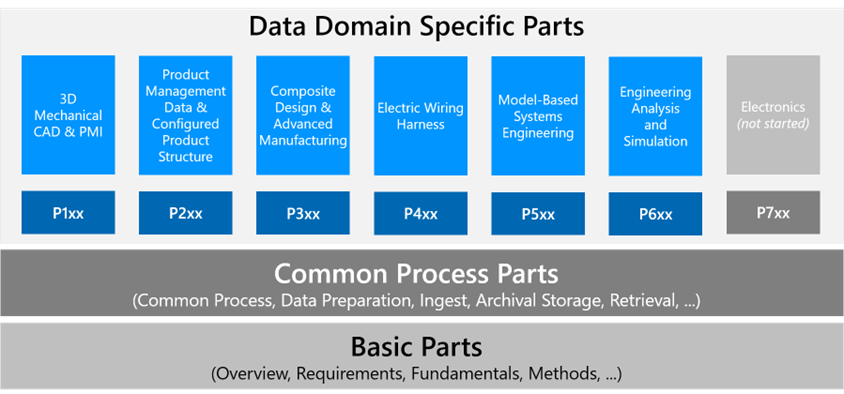 Data Domain Specific Parts
3D
Mechanical
CAD & PMI
Product
Management
Data &
Configured
Product
Structure
Composite
Design &
Advanced
Manufacturing
Electric Wiring
Harness
Model-Based
Systems
Engineering
Engineering
Analysis
and
Simulation
Electronics
(not started)
P1xx
P2xx
P3xx
P4xx
P5xx
P6xx
P7xx
Common Process Parts
(Common Process, Data Preparation, Ingest, Archival Storage, Retrieval, ...)
Basic Parts
(Overview, Requirements, Fundamentals, Methods, ...)